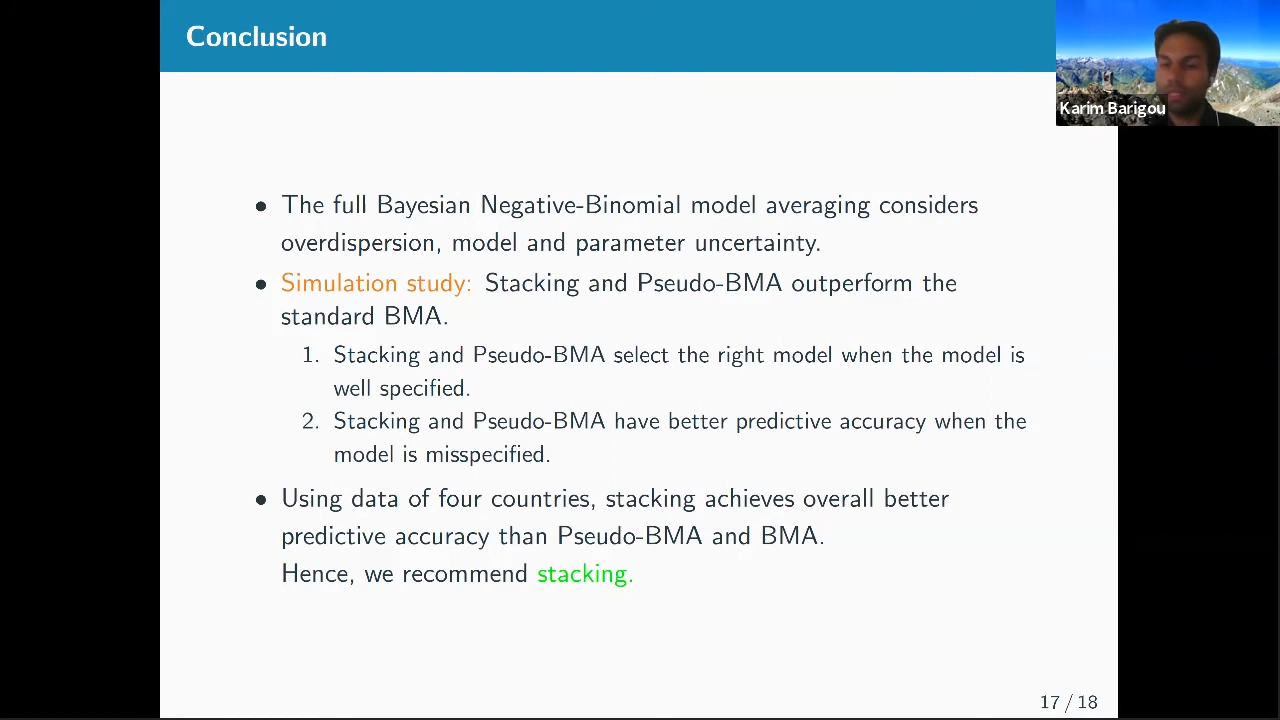 Conclusion
Karim Barigou
• The full Bayesian Negative-Binomial model averaging considers
overdispersion, model and parameter uncertainty.
• Simulation study: Stacking and Pseudo-BMA outperform the
standard BMA.
1. Stacking and Pseudo-BMA select the right model when the model is
well specified.
2. Stacking and Pseudo-BMA have better predictive accuracy when the
model is misspecified.
• Using data of four countries, stacking achieves overall better
predictive accuracy than Pseudo-BMA and BMA.
Hence, we recommend stacking.
17 / 18